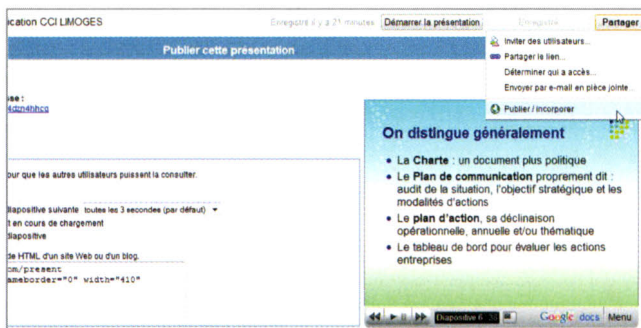 ication CCI LIMOGES
Enregistré il y a 21 minutes
Démarrer la présentation
Enregistré
Partager
Inviter des utilisateurs...
Partager le lien...
Déterminer qui a accès...
Envoyer par e-mail en pièce jointe...
Publier / incorporer
Publier cette présentation
sse :
4dzn4hhcq
our que les autres utilisateurs puissent la consulter.
iapositive suivante toutes les 3 secondes (par défaut)
t en cours de chargement
diapositive
de HTML d'un site Web ou d'un blog.
om/present
ameborder="0" width="410"
On distingue généralement
• La Charte : un document plus politique
• Le Plan de communication proprement dit :
audit de la situation, l'objectif stratégique et les
modalités d'actions
• Le plan d'action, sa déclinaison
opérationnelle, annuelle et/ou thématique
• Le tableau de bord pour évaluer les actions
entreprises
Diapositive 6
Google docs
Menu